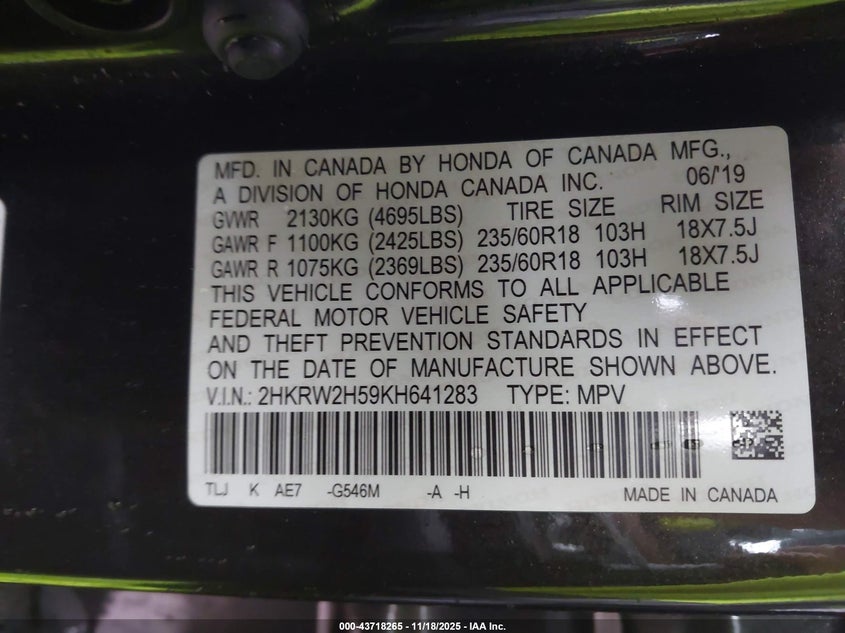 MFD. IN CANADA BY HONDA OF CANADA MFG.,
A DIVISION OF HONDA CANADA INC. 06/'19
GVWR 2130KG (4695LBS) TIRE SIZE RIM SIZE
GAWR F 1100KG (2425LBS) 235/60R18 103H 18X7.5J
GAWR R 1075KG (2369LBS) 235/60R18 103H 18X7.5J
THIS VEHICLE CONFORMS TO ALL APPLICABLE
FEDERAL MOTOR VEHICLE SAFETY
AND THEFT PREVENTION STANDARDS IN EFFECT
ON THE DATE OF MANUFACTURE SHOWN ABOVE.
V.I.N.: 2HKRW2H59KH641283 TYPE: MPV
TLJ K AE7 -G546M -A -H MADE IN CANADA
000-43718265 - 11/18/2025 - IAA Inc.